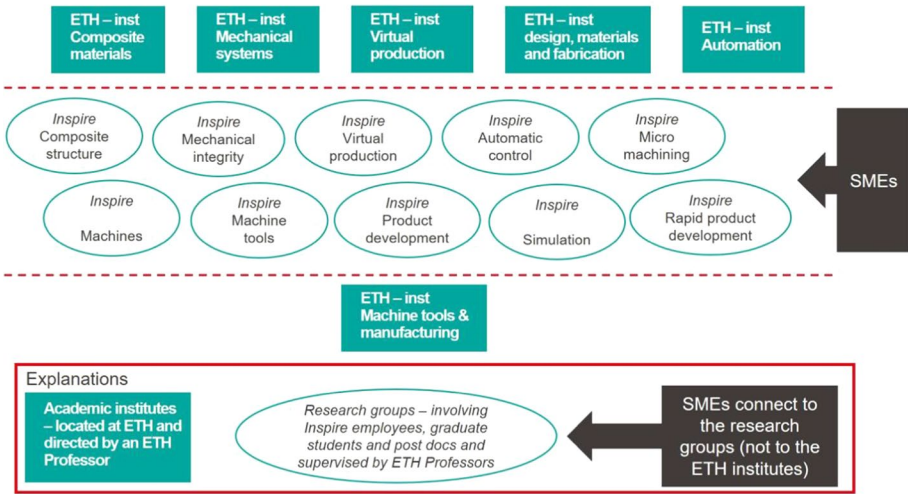 ETH – inst
Composite
materials
ETH – inst
Mechanical
systems
ETH – inst
Virtual
production
ETH – inst
design, materials
and fabrication
ETH – inst
Automation
Inspire
Composite
structure
Inspire
Mechanical
integrity
Inspire
Virtual
production
Inspire
Automatic
control
Inspire
Micro
machining
SMEs
Inspire
Machines
Inspire
Machine
tools
Inspire
Product
development
Inspire
Simulation
Inspire
Rapid product
development
ETH – inst
Machine tools &
manufacturing
Explanations
Academic institutes
– located at ETH and
directed by an ETH
Professor
Research groups – involving
Inspire employees, graduate
students and post docs and
supervised by ETH Professors
SMEs connect to
the research
groups (not to the
ETH institutes)